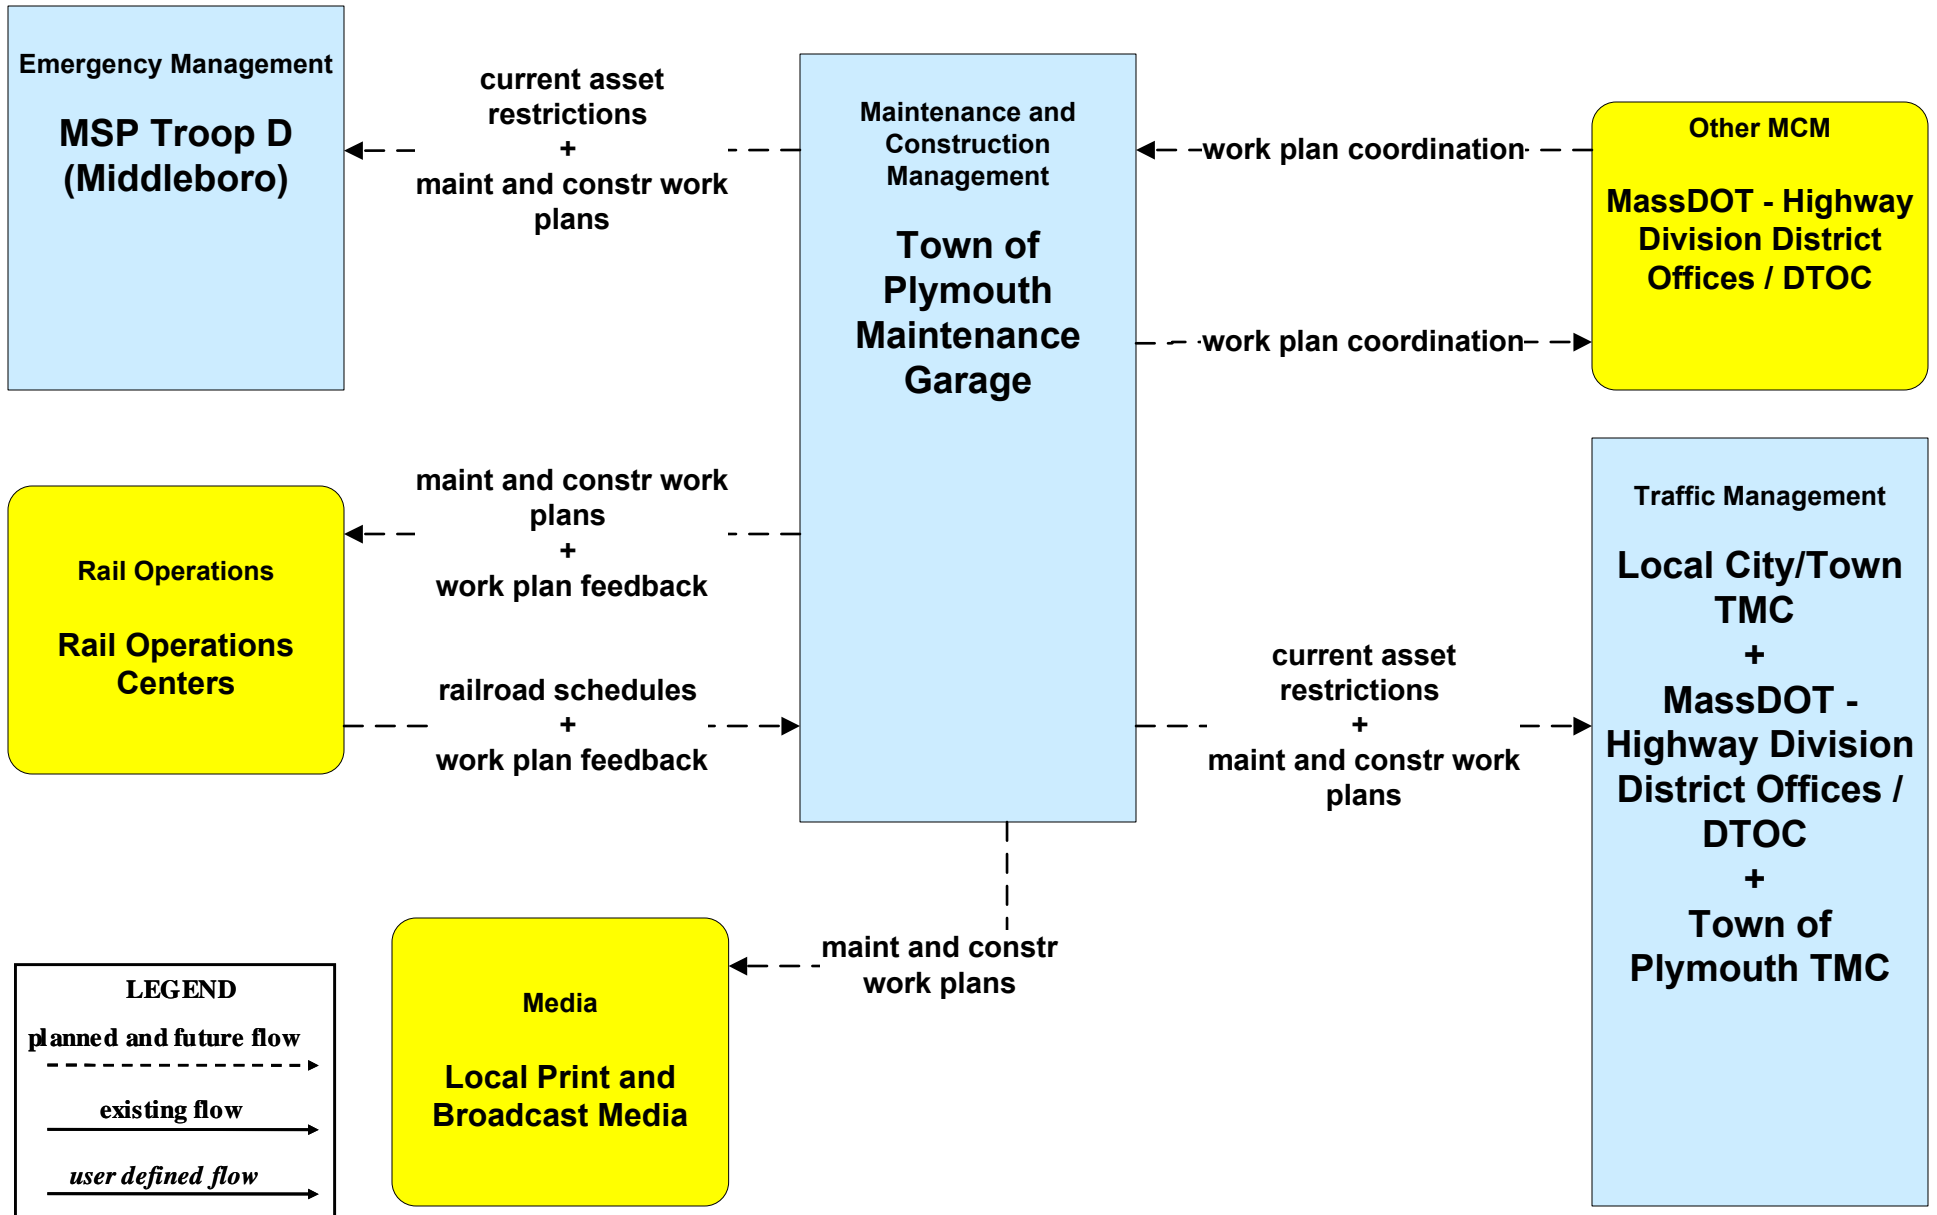 Emergency Management
MSP Troop D
(Middleboro)
current asset
restrictions
+
maint and constr work
plans
Maintenance and
Construction
Management
Town of
Plymouth
Maintenance
Garage
work plan coordination
work plan coordination
Other MCM
MassDOT - Highway
Division District
Offices / DTOC
Rail Operations
Rail Operations
Centers
maint and constr work
plans
+
work plan feedback
railroad schedules
+
work plan feedback
current asset
restrictions
+
maint and constr work
plans
Traffic Management
Local City/Town
TMC
+
MassDOT -
Highway Division
District Offices /
DTOC
+
Town of
Plymouth TMC
maint and constr
work plans
Media
Local Print and
Broadcast Media
LEGEND
planned and future flow
existing flow
user defined flow